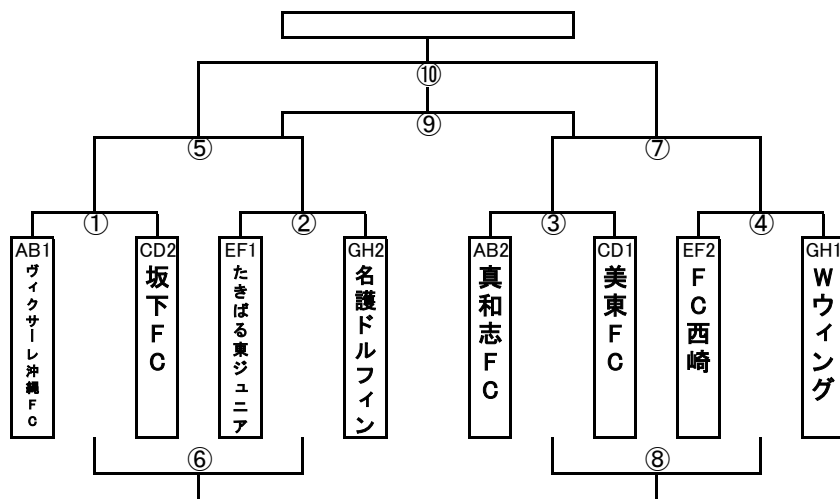 ⑩
⑨
⑤
⑦
①
②
③
④
AB1
ヴィクサーレ沖縄FC
CD2
坂下FC
EF1
たきばる東ジュニア
GH2
名護ドルフィン
AB2
真和志FC
CD1
美東FC
EF2
FC西崎
GH1
Wウィング
⑥
⑧